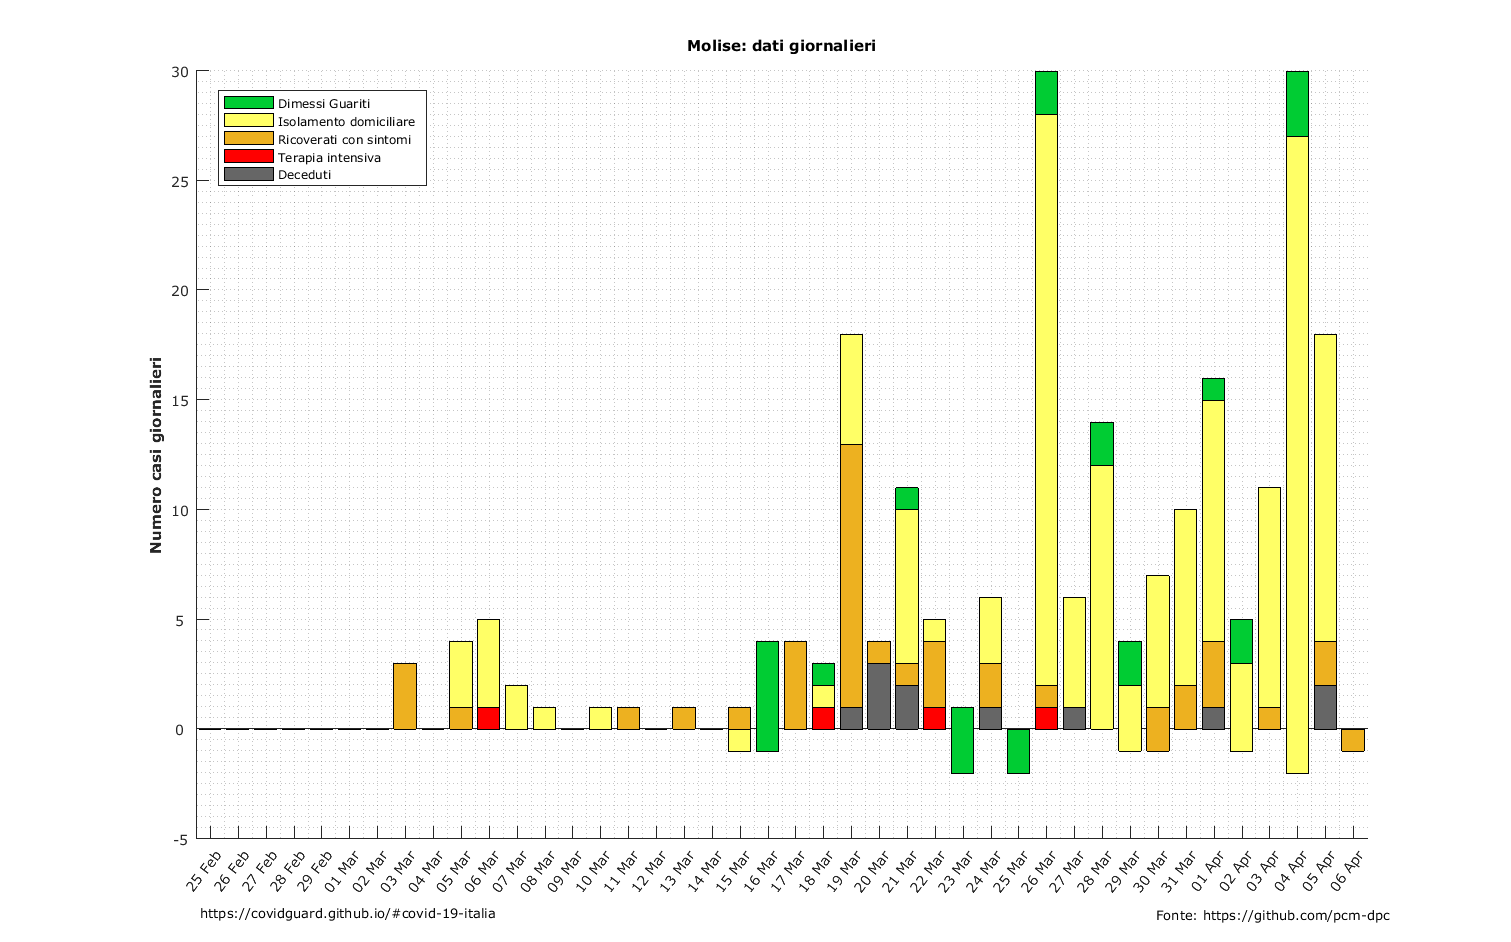 Molise: dati giornalieri
30
25
20
15
10
5
0
-5
Numero casi giornalieri
Dimessi Guariti
Isolamento domiciliare
Ricoverati con sintomi
Terapia intensiva
Deceduti
25 Feb
26 Feb
27 Feb
28 Feb
29 Feb
01 Mar
02 Mar
03 Mar
04 Mar
05 Mar
06 Mar
07 Mar
08 Mar
09 Mar
10 Mar
11 Mar
12 Mar
13 Mar
14 Mar
15 Mar
16 Mar
17 Mar
18 Mar
19 Mar
20 Mar
21 Mar
22 Mar
23 Mar
24 Mar
25 Mar
26 Mar
27 Mar
28 Mar
29 Mar
30 Mar
31 Mar
01 Apr
02 Apr
03 Apr
04 Apr
05 Apr
06 Apr
https://covidguard.github.io/#covid-19-italia
Fonte: https://github.com/pcm-dpc